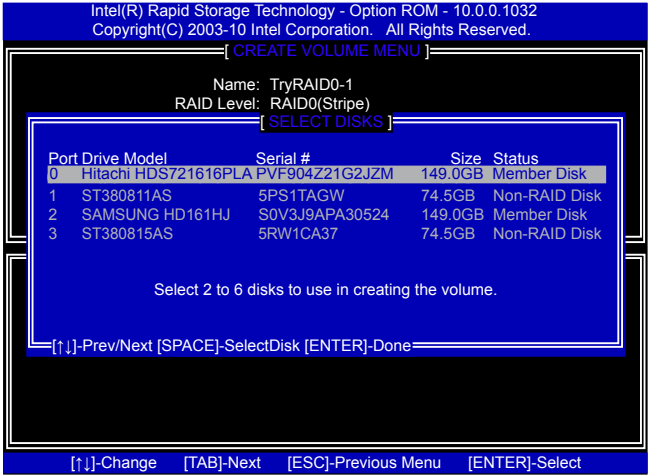 Intel(R) Rapid Storage Technology - Option ROM - 10.0.0.1032
Copyright(C) 2003-10 Intel Corporation. All Rights Reserved.
[ CREATE VOLUME MENU ]
Name: TryRAID0-1
RAID Level: RAID0(Stripe)
[ SELECT DISKS ]
Port Drive Model Serial # Size Status
0 Hitachi HDS721616PLA PVF904Z21G2JZM 149.0GB Member Disk
1 ST380811AS 5PS1TAGW 74.5GB Non-RAID Disk
2 SAMSUNG HD161HJ S0V3J9APA30524 149.0GB Member Disk
3 ST380815AS 5RW1CA37 74.5GB Non-RAID Disk
Select 2 to 6 disks to use in creating the volume.
[↑↓]-Prev/Next [SPACE]-SelectDisk [ENTER]-Done
[↑↓]-Change [TAB]-Next [ESC]-Previous Menu [ENTER]-Select